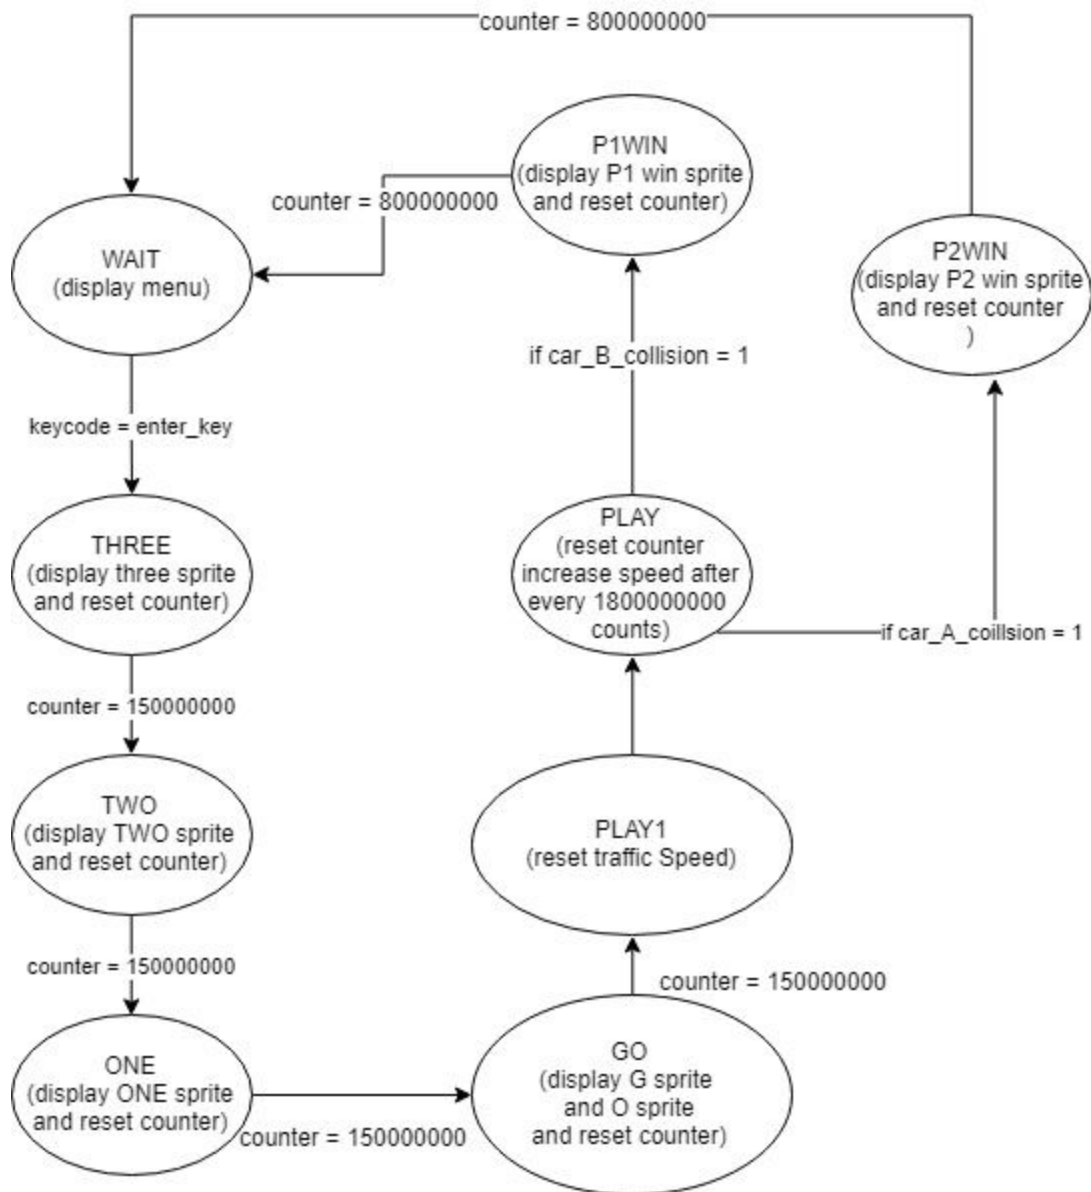 counter = 800000000
P1WIN
(display P1 win sprite
and reset counter)
counter = 800000000
WAIT
(display menu)
P2WIN
(display P2 win sprite
and reset counter
)
if car_B_collision = 1
keycode = enter_key
THREE
(display three sprite
and reset counter)
PLAY
(reset counter
increase speed after
every 1800000000
counts)
if car_A_coillsion = 1
counter = 150000000
TWO
(display TWO sprite
and reset counter)
PLAY1
(reset traffic Speed)
counter = 150000000
counter = 150000000
ONE
(display ONE sprite
and reset counter)
GO
(display G sprite
and O sprite
and reset counter)
counter = 150000000